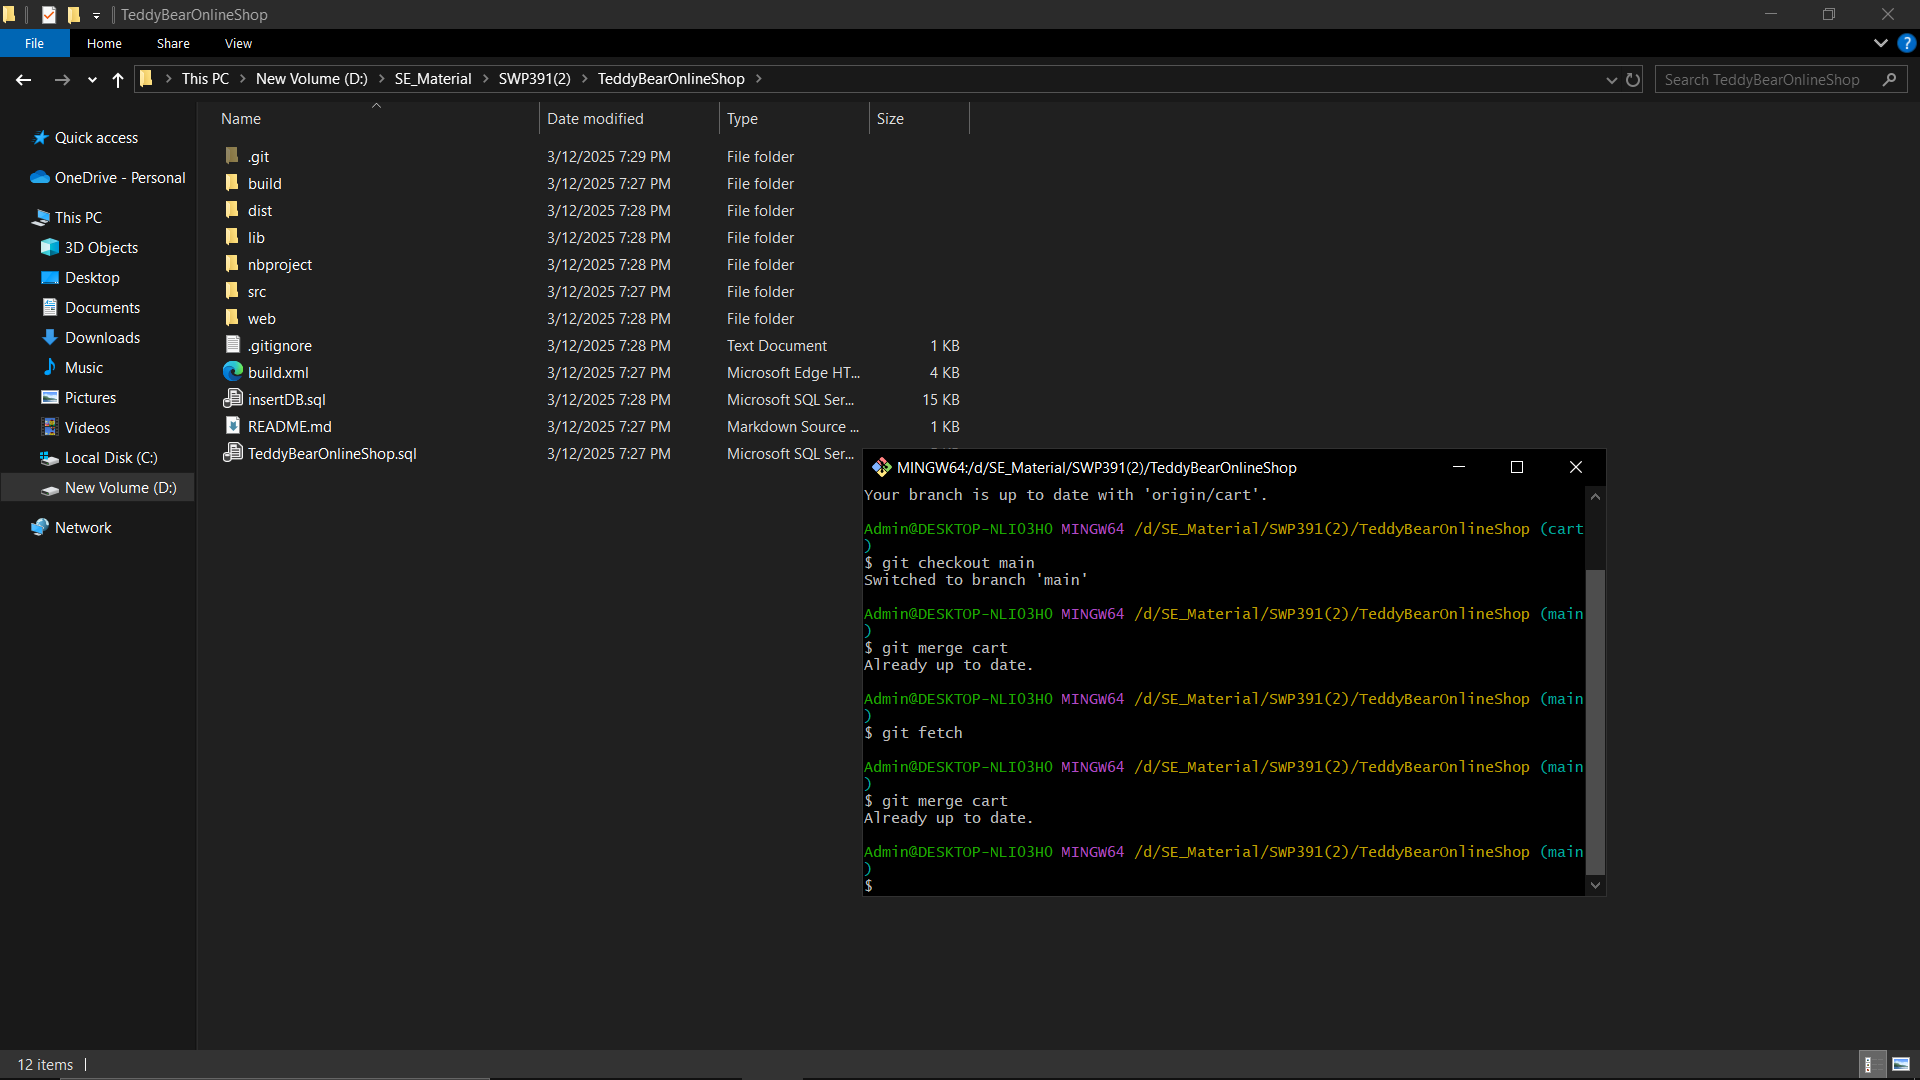 TeddyBearOnlineShop
File Home Share View
This PC New Volume (D:) SE_Material SWP391(2) TeddyBearOnlineShop
Search TeddyBearOnlineShop
Quick access
OneDrive - Personal
This PC
3D Objects
Desktop
Documents
Downloads
Music
Pictures
Videos
Local Disk (C:)
New Volume (D:)
Network
Name Date modified Type Size
.git 3/12/2025 7:29 PM File folder
build 3/12/2025 7:27 PM File folder
dist 3/12/2025 7:28 PM File folder
lib 3/12/2025 7:28 PM File folder
nbproject 3/12/2025 7:28 PM File folder
src 3/12/2025 7:27 PM File folder
web 3/12/2025 7:28 PM File folder
.gitignore 3/12/2025 7:28 PM Text Document 1 KB
build.xml 3/12/2025 7:27 PM Microsoft Edge HT... 4 KB
insertDB.sql 3/12/2025 7:28 PM Microsoft SQL Ser... 15 KB
README.md 3/12/2025 7:27 PM Markdown Source ... 1 KB
TeddyBearOnlineShop.sql 3/12/2025 7:27 PM Microsoft SQL Ser...
MINGW64:/d/SE_Material/SWP391(2)/TeddyBearOnlineShop
Your branch is up to date with 'origin/cart'.
Admin@DESKTOP-NLIO3HO MINGW64 /d/SE_Material/SWP391(2)/TeddyBearOnlineShop (cart
)
$ git checkout main
Switched to branch 'main'
Admin@DESKTOP-NLIO3HO MINGW64 /d/SE_Material/SWP391(2)/TeddyBearOnlineShop (main
)
$ git merge cart
Already up to date.
Admin@DESKTOP-NLIO3HO MINGW64 /d/SE_Material/SWP391(2)/TeddyBearOnlineShop (main
)
$ git fetch
Admin@DESKTOP-NLIO3HO MINGW64 /d/SE_Material/SWP391(2)/TeddyBearOnlineShop (main
)
$ git merge cart
Already up to date.
Admin@DESKTOP-NLIO3HO MINGW64 /d/SE_Material/SWP391(2)/TeddyBearOnlineShop (main
)
$
12 items